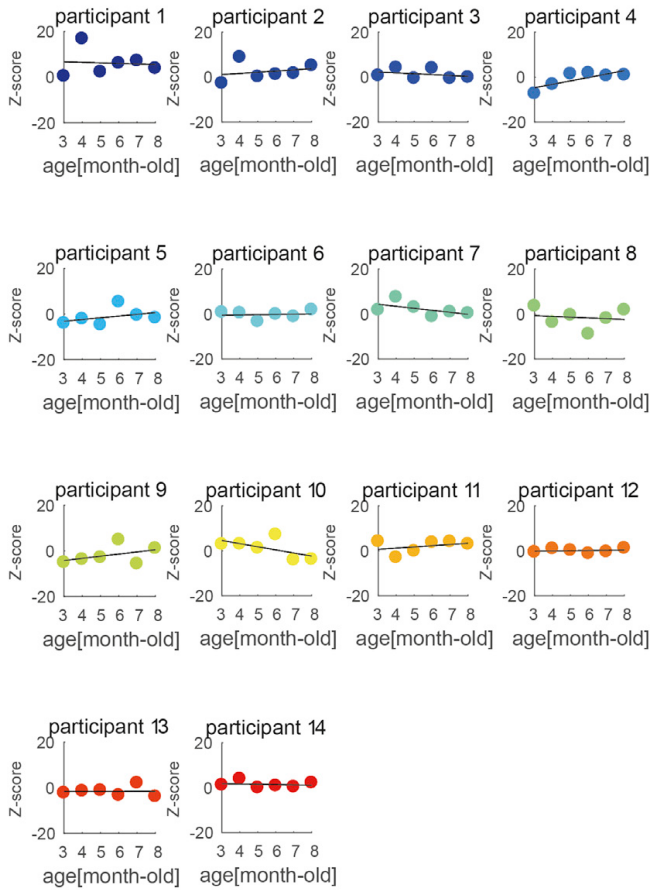 participant 1
20
0
-20
Z-score
3 4 5 6 7 8
age[month-old]
participant 2
20
0
-20
Z-score
3 4 5 6 7 8
age[month-old]
participant 3
20
0
-20
Z-score
3 4 5 6 7 8
age[month-old]
participant 4
20
0
-20
Z-score
3 4 5 6 7 8
age[month-old]
participant 5
20
0
-20
Z-score
3 4 5 6 7 8
age[month-old]
participant 6
20
0
-20
Z-score
3 4 5 6 7 8
age[month-old]
participant 7
20
0
-20
Z-score
3 4 5 6 7 8
age[month-old]
participant 8
20
0
-20
Z-score
3 4 5 6 7 8
age[month-old]
participant 9
20
0
-20
Z-score
3 4 5 6 7 8
age[month-old]
participant 10
20
0
-20
Z-score
3 4 5 6 7 8
age[month-old]
participant 11
20
0
-20
Z-score
3 4 5 6 7 8
age[month-old]
participant 12
20
0
-20
Z-score
3 4 5 6 7 8
age[month-old]
participant 13
20
0
-20
Z-score
3 4 5 6 7 8
age[month-old]
participant 14
20
0
-20
Z-score
3 4 5 6 7 8
age[month-old]